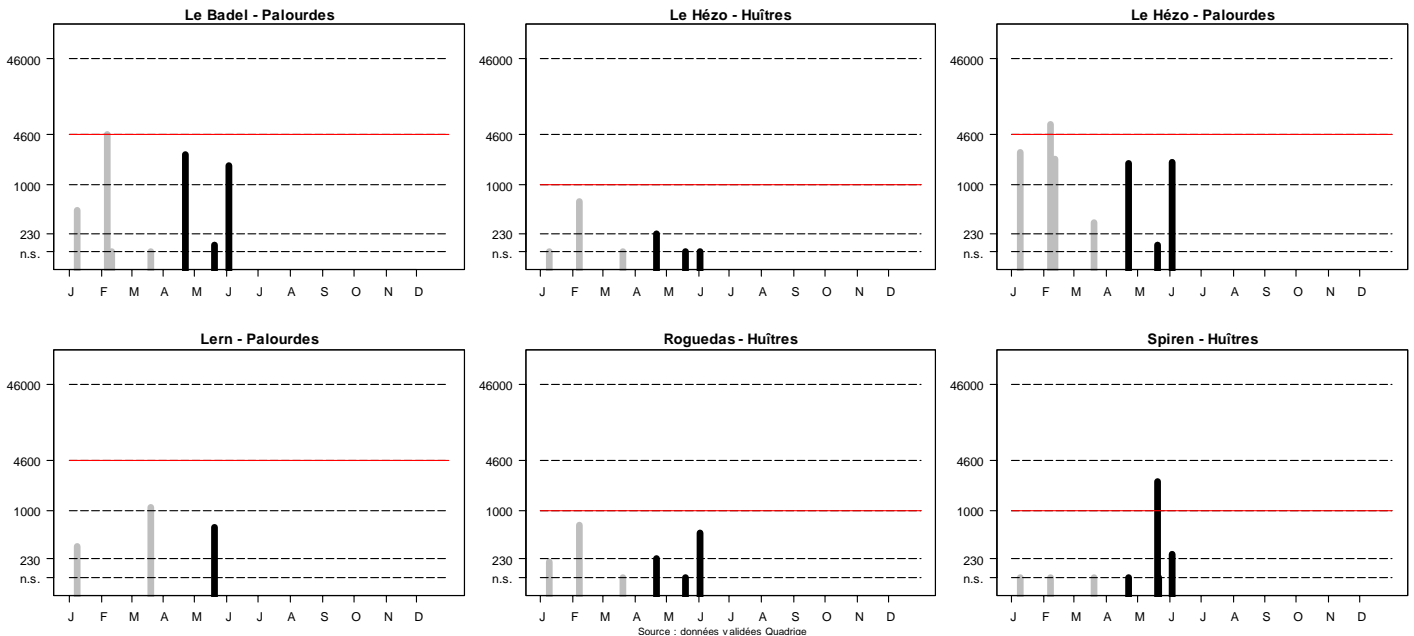 Le Badel - Palourdes
46000
4600
1000
230
n.s.
J F M A M J J A S O N D
Le Hézo - Huîtres
46000
4600
1000
230
n.s.
J F M A M J J A S O N D
Le Hézo - Palourdes
46000
4600
1000
230
n.s.
J F M A M J J A S O N D
Lern - Palourdes
46000
4600
1000
230
n.s.
J F M A M J J A S O N D
Roguedas - Huîtres
46000
4600
1000
230
n.s.
J F M A M J J A S O N D
Spiren - Huîtres
46000
4600
1000
230
n.s.
J F M A M J J A S O N D
Source : données validées Quadrige